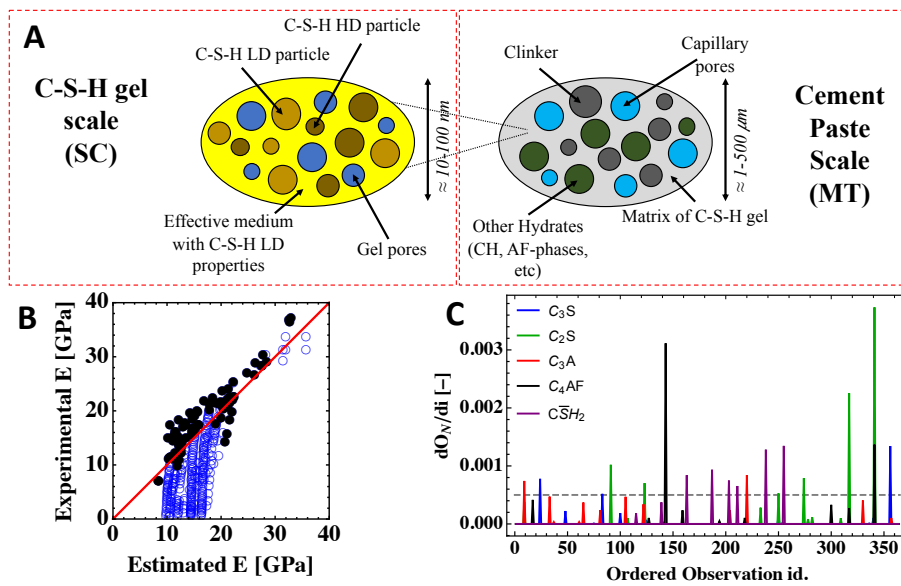 A
C-S-H gel
scale
(SC)
C-S-H HD particle
C-S-H LD particle
≈ 10-100 nm
Effective medium
with C-S-H LD
properties
Gel pores
Clinker
Capillary
pores
≈ 1-500 μm
Other Hydrates
(CH, AF-phases,
etc)
Matrix of C-S-H gel
Cement
Paste
Scale
(MT)
B
Experimental E [GPa]
40
30
20
10
0
0 10 20 30 40
Estimated E [GPa]
C
dO_N/di [–]
C₃S
C₂S
C₃A
C₄AF
CS̅H₂
0.003
0.002
0.001
0.000
0 50 100 150 200 250 300 350
Ordered Observation id.